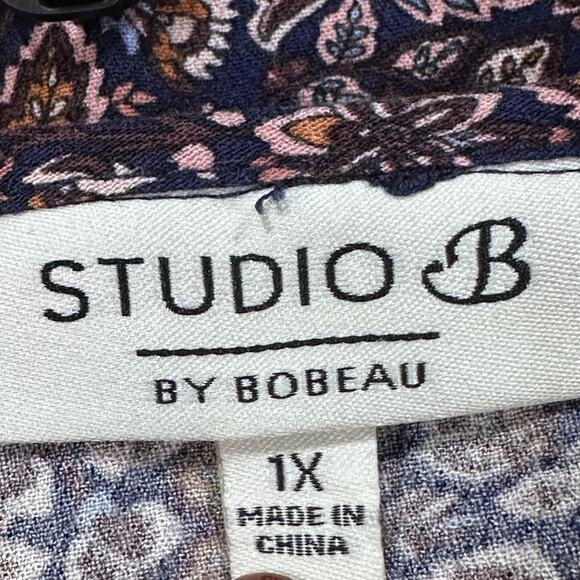 STUDIO B
BY BOBEAU
1X
MADE IN
CHINA